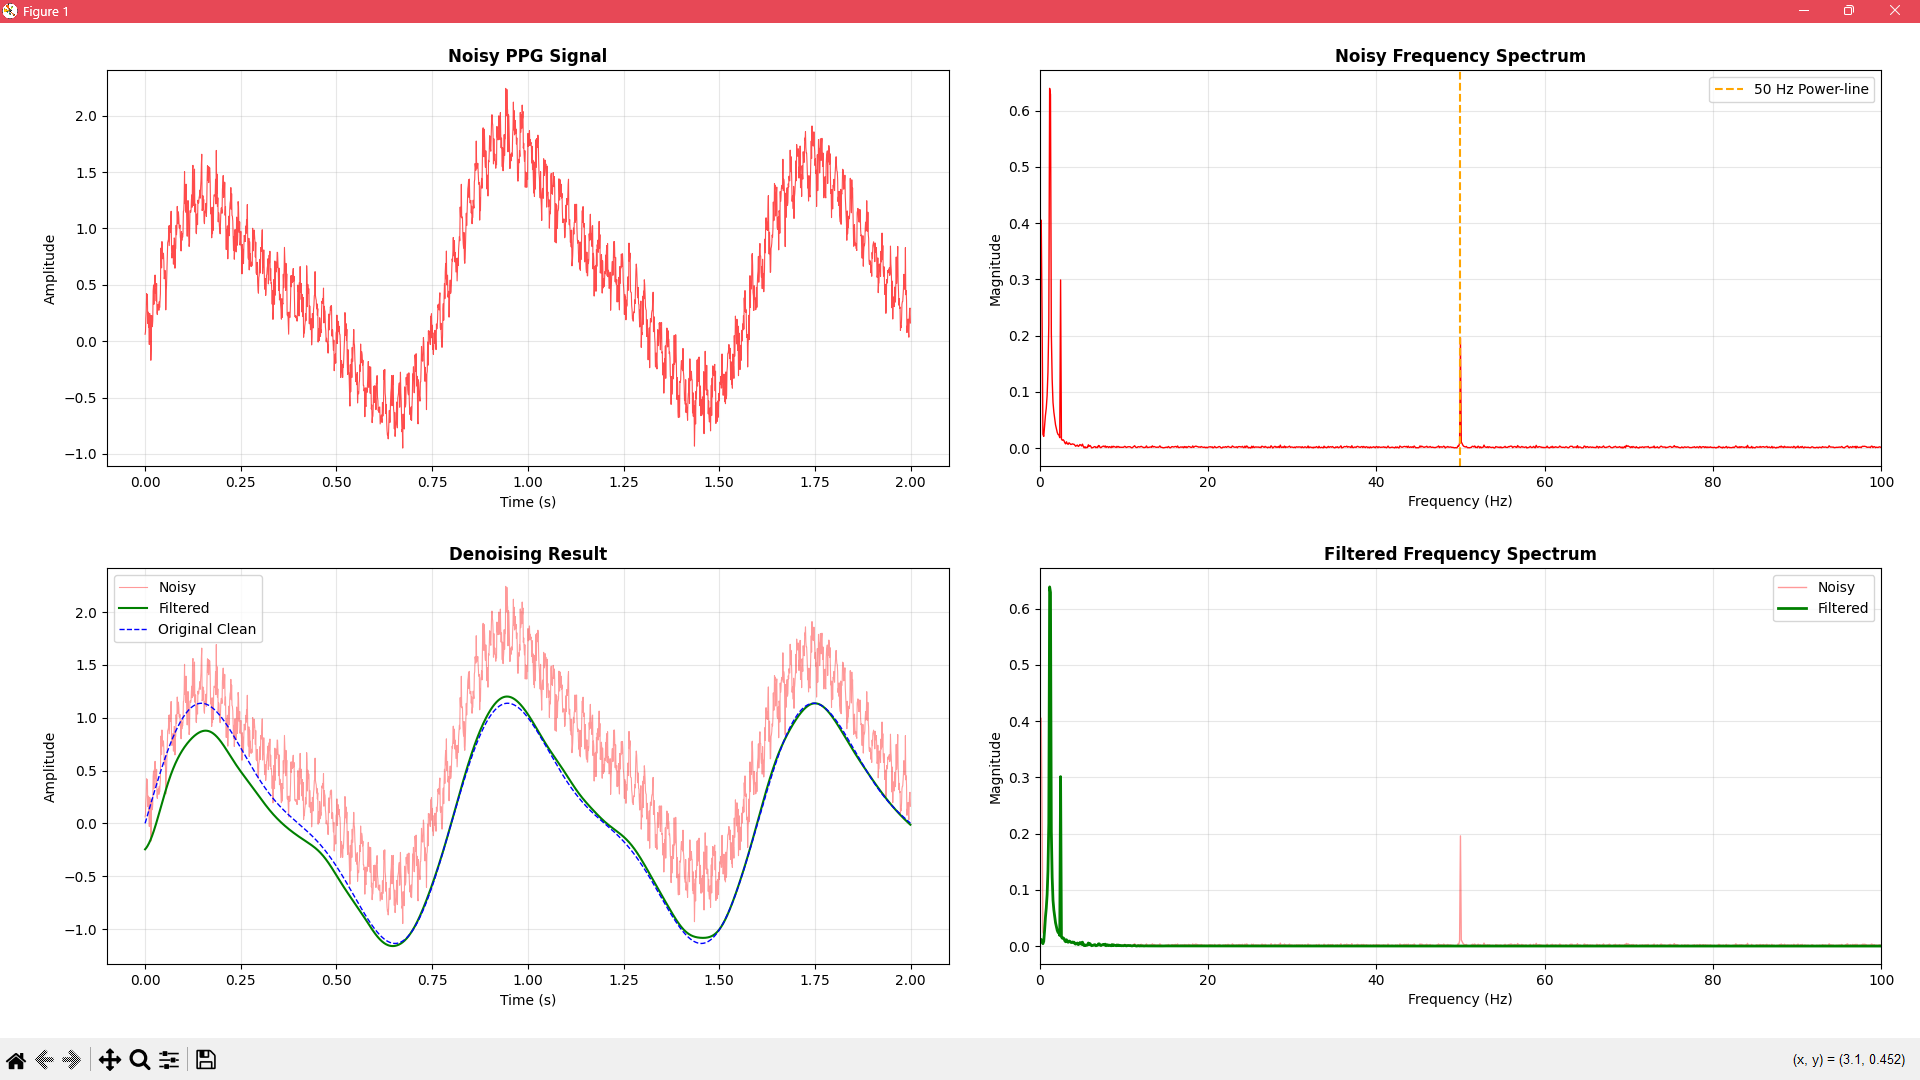 Figure 1
Noisy PPG Signal
Amplitude
2.0
1.5
1.0
0.5
0.0
−0.5
−1.0
0.00 0.25 0.50 0.75 1.00 1.25 1.50 1.75 2.00
Time (s)
Noisy Frequency Spectrum
50 Hz Power-line
Magnitude
0.6
0.5
0.4
0.3
0.2
0.1
0.0
0 20 40 60 80 100
Frequency (Hz)
Denoising Result
Noisy
Filtered
Original Clean
Amplitude
2.0
1.5
1.0
0.5
0.0
−0.5
−1.0
0.00 0.25 0.50 0.75 1.00 1.25 1.50 1.75 2.00
Time (s)
Filtered Frequency Spectrum
Noisy
Filtered
Magnitude
0.6
0.5
0.4
0.3
0.2
0.1
0.0
0 20 40 60 80 100
Frequency (Hz)
(x, y) = (3.1, 0.452)